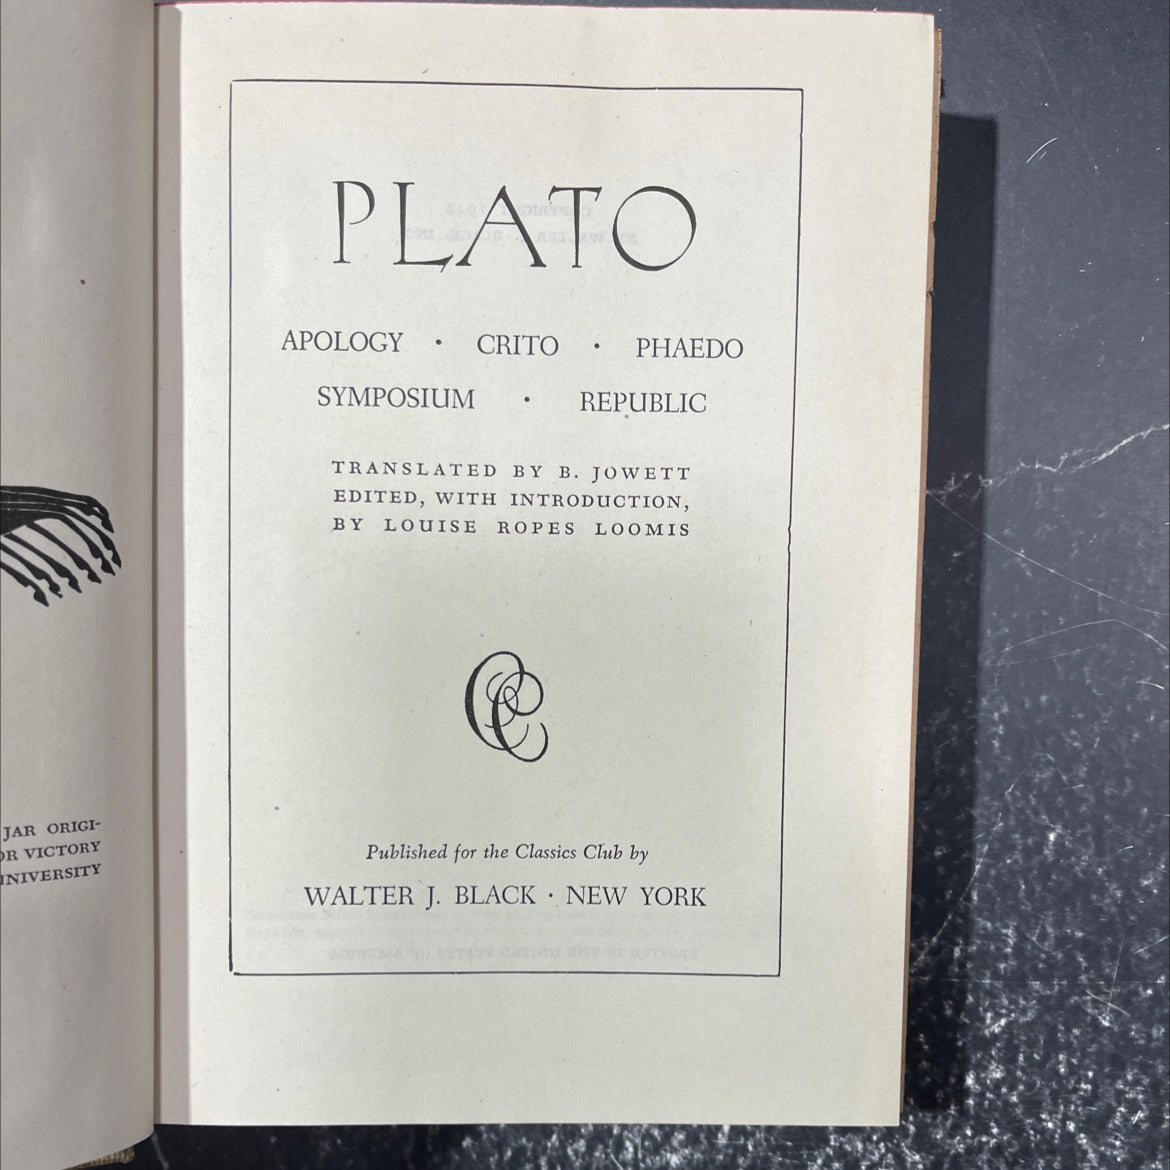 JAR ORIGI-
OR VICTORY
UNIVERSITY
PLATO
APOLOGY · CRITO · PHAEDO
SYMPOSIUM · REPUBLIC
TRANSLATED BY B. JOWETT
EDITED, WITH INTRODUCTION,
BY LOUISE ROPES LOOMIS
CC
Published for the Classics Club by
WALTER J. BLACK · NEW YORK